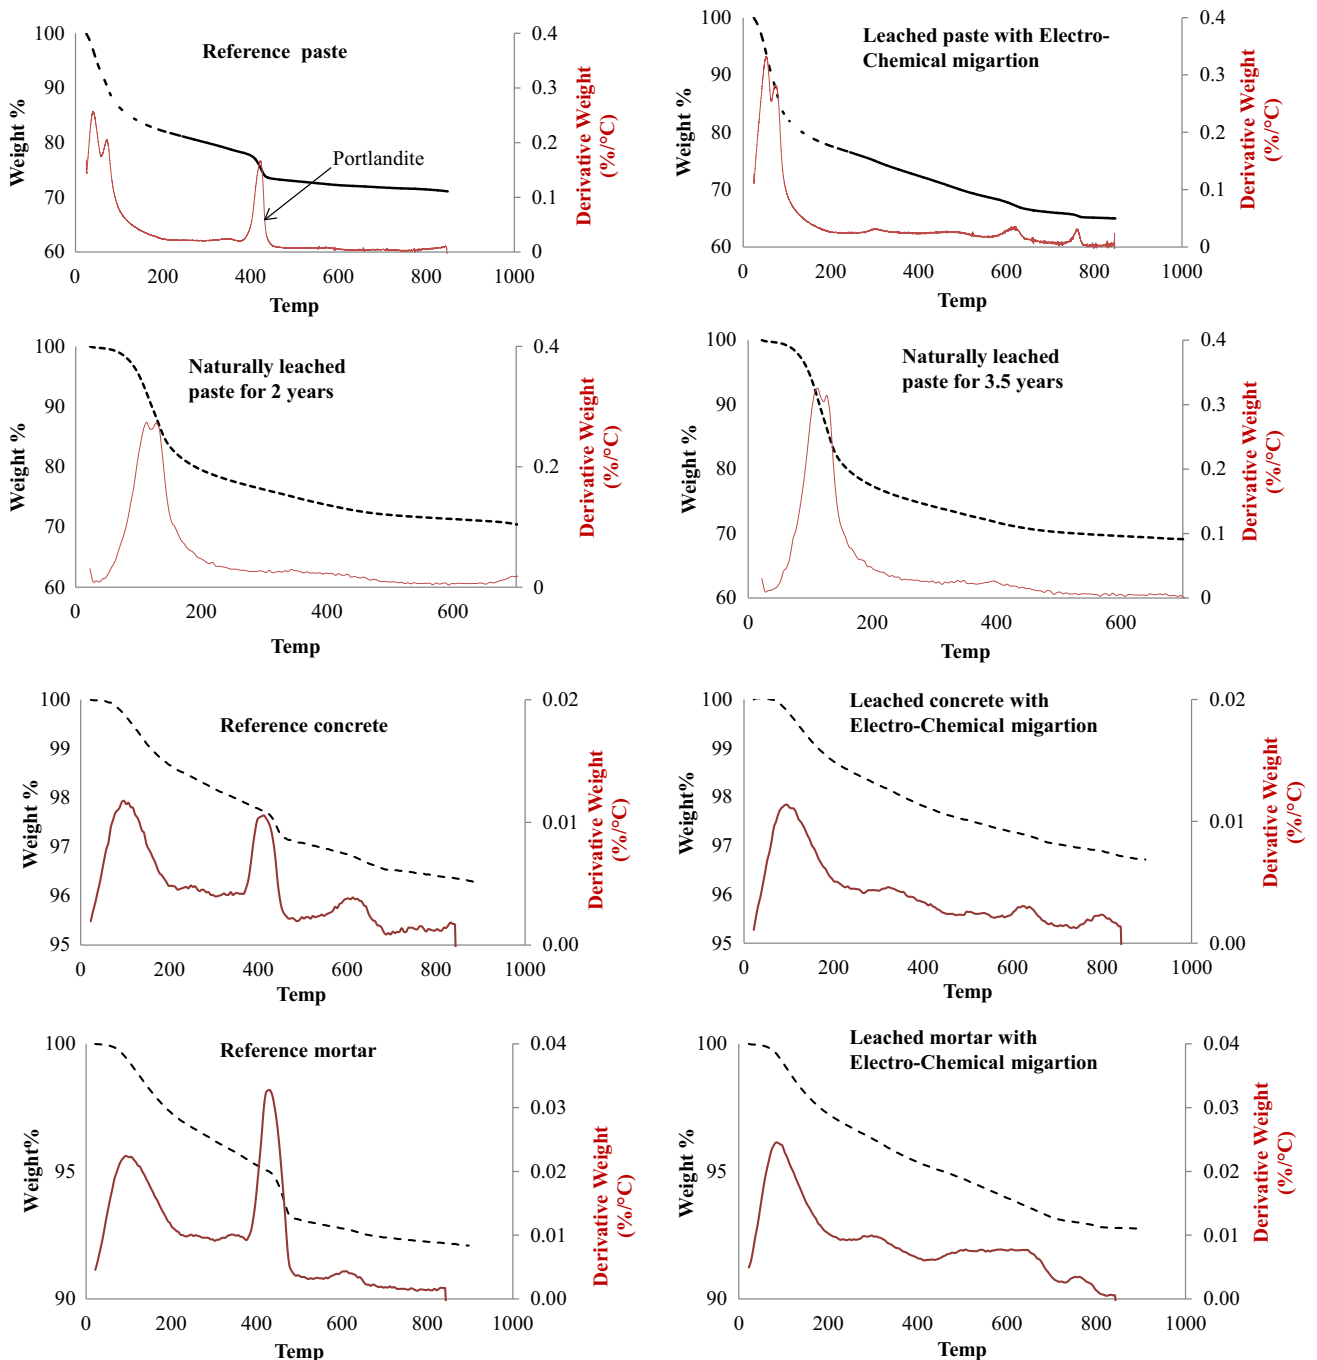 Reference paste
Weight %
100
90
80
70
60
0.4
0.3
0.2
0.1
0
Derivative Weight
(%/°C)
Portlandite
0 200 400 600 800 1000
Temp
Leached paste with Electro-
Chemical migartion
Weight %
100
90
80
70
60
0.4
0.3
0.2
0.1
0
Derivative Weight
(%/°C)
0 200 400 600 800 1000
Temp
Naturally leached
paste for 2 years
Weight %
100
90
80
70
60
0.4
0.2
0
Derivative Weight
(%/°C)
0 200 400 600
Temp
Naturally leached
paste for 3.5 years
Weight %
100
90
80
70
60
0.4
0.3
0.2
0.1
0
Derivative Weight
(%/°C)
0 200 400 600
Temp
Reference concrete
Weight %
100
99
98
97
96
95
0.02
0.01
0.00
Derivative Weight
(%/°C)
0 200 400 600 800 1000
Temp
Leached concrete with
Electro-Chemical migartion
Weight%
100
99
98
97
96
95
0.02
0.01
0.00
Deivative Weight
(%/°C)
0 200 400 600 800 1000
Temp
Reference mortar
Weight%
100
95
90
0.04
0.03
0.02
0.01
0.00
Derivative Weight
(%/°C)
0 200 400 600 800 1000
Temp
Leached mortar with
Electro-Chemical migartion
Weight%
100
95
90
0.04
0.03
0.02
0.01
0.00
Derivative Weight
(%/°C)
0 200 400 600 800 1000
Temp